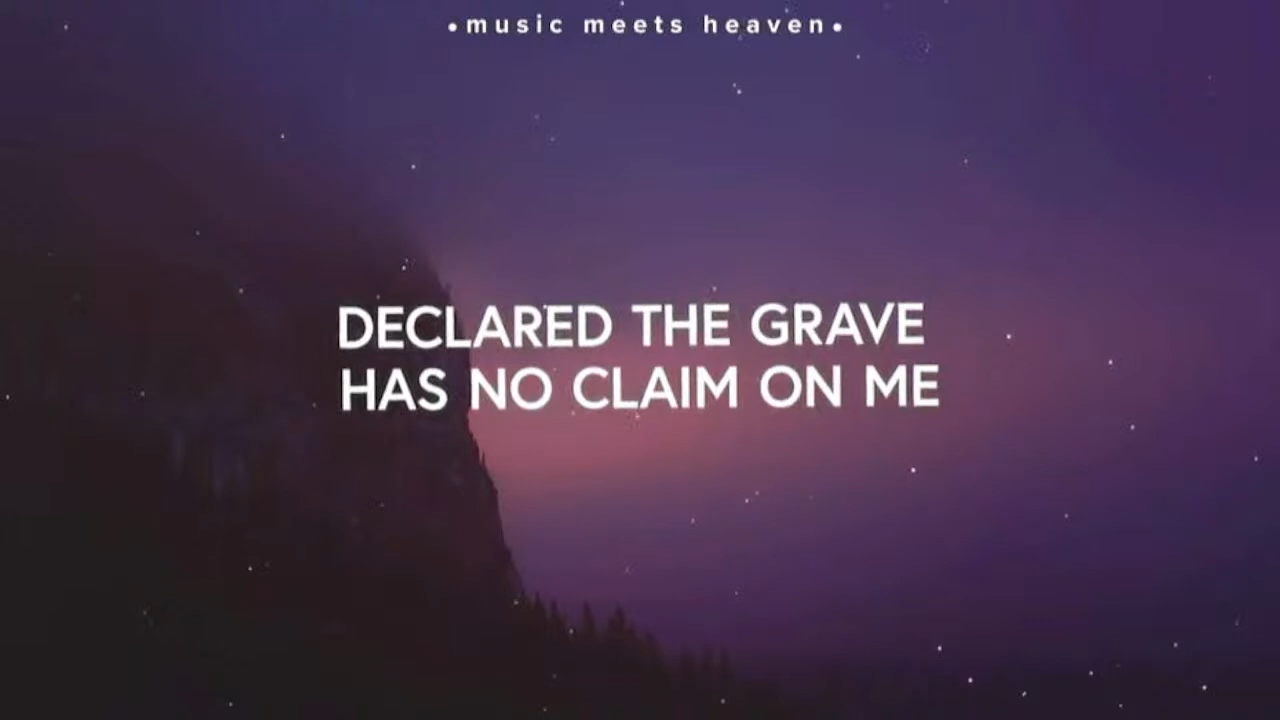 •music meets heaven•
DECLARED THE GRAVE
HAS NO CLAIM ON ME